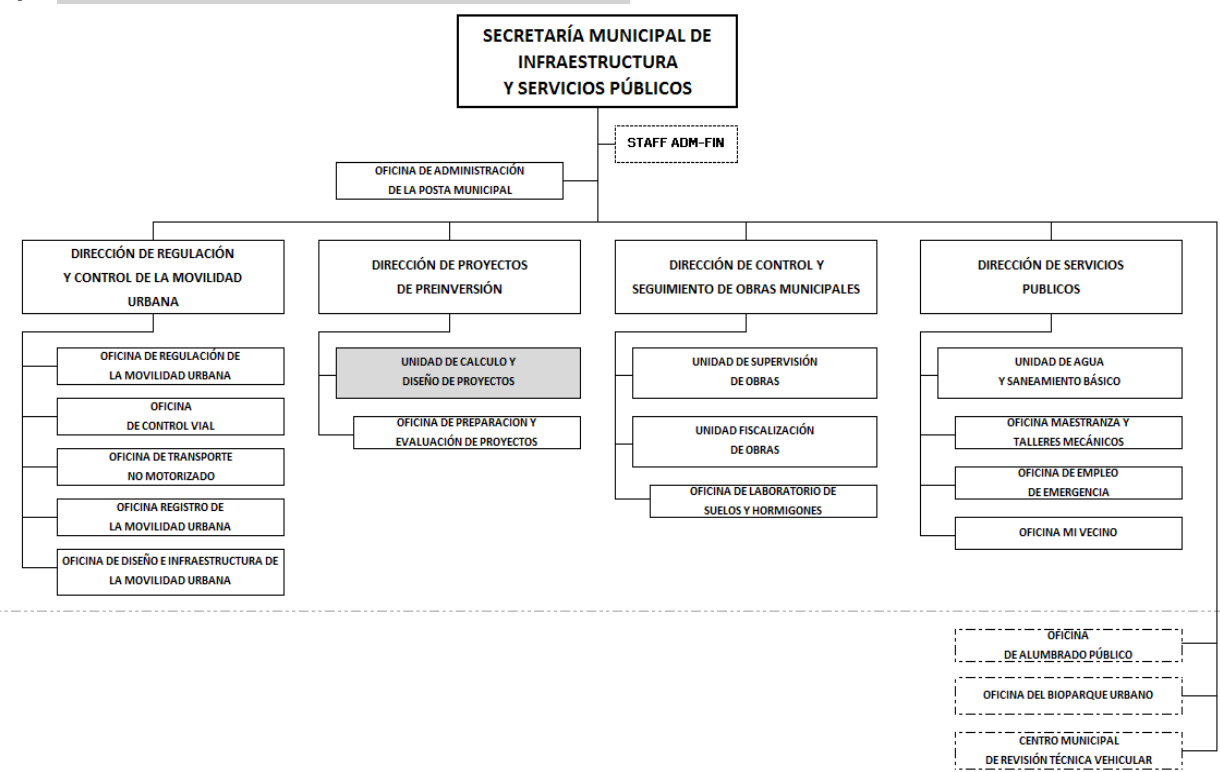 SECRETARÍA MUNICIPAL DE
INFRAESTRUCTURA
Y SERVICIOS PÚBLICOS
STAFF ADM-FIN
OFICINA DE ADMINISTRACIÓN
DE LA POSTA MUNICIPAL
DIRECCIÓN DE REGULACIÓN
Y CONTROL DE LA MOVILIDAD
URBANA
OFICINA DE REGULACIÓN DE
LA MOVILIDAD URBANA
OFICINA
DE CONTROL VIAL
OFICINA DE TRANSPORTE
NO MOTORIZADO
OFICINA REGISTRO DE
LA MOVILIDAD URBANA
OFICINA DE DISEÑO E INFRAESTRUCTURA DE
LA MOVILIDAD URBANA
DIRECCIÓN DE PROYECTOS
DE PREINVERSIÓN
UNIDAD DE CALCULO Y
DISEÑO DE PROYECTOS
OFICINA DE PREPARACION Y
EVALUACIÓN DE PROYECTOS
DIRECCIÓN DE CONTROL Y
SEGUIMIENTO DE OBRAS MUNICIPALES
UNIDAD DE SUPERVISIÓN
DE OBRAS
UNIDAD FISCALIZACIÓN
DE OBRAS
OFICINA DE LABORATORIO DE
SUELOS Y HORMIGONES
DIRECCIÓN DE SERVICIOS
PUBLICOS
UNIDAD DE AGUA
Y SANEAMIENTO BÁSICO
OFICINA MAESTRANZA Y
TALLERES MECÁNICOS
OFICINA DE EMPLEO
DE EMERGENCIA
OFICINA MI VECINO
OFICINA
DE ALUMBRADO PÚBLICO
OFICINA DEL BIOPARQUE URBANO
CENTRO MUNICIPAL
DE REVISIÓN TÉCNICA VEHICULAR